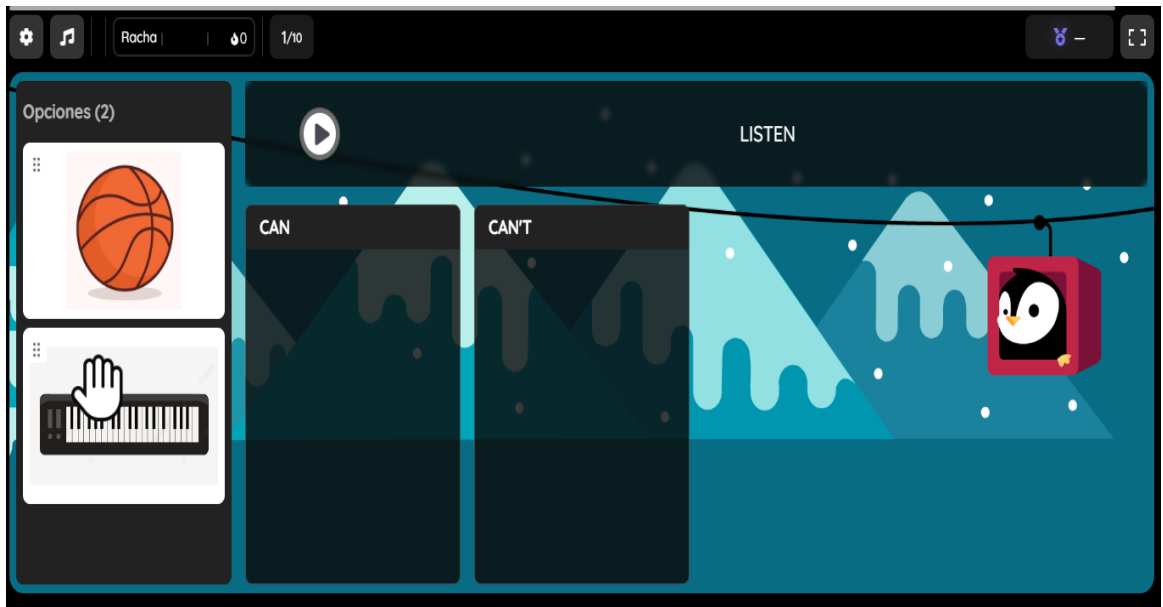 Racha
0
1/10
–
Opciones (2)
LISTEN
CAN
CAN'T